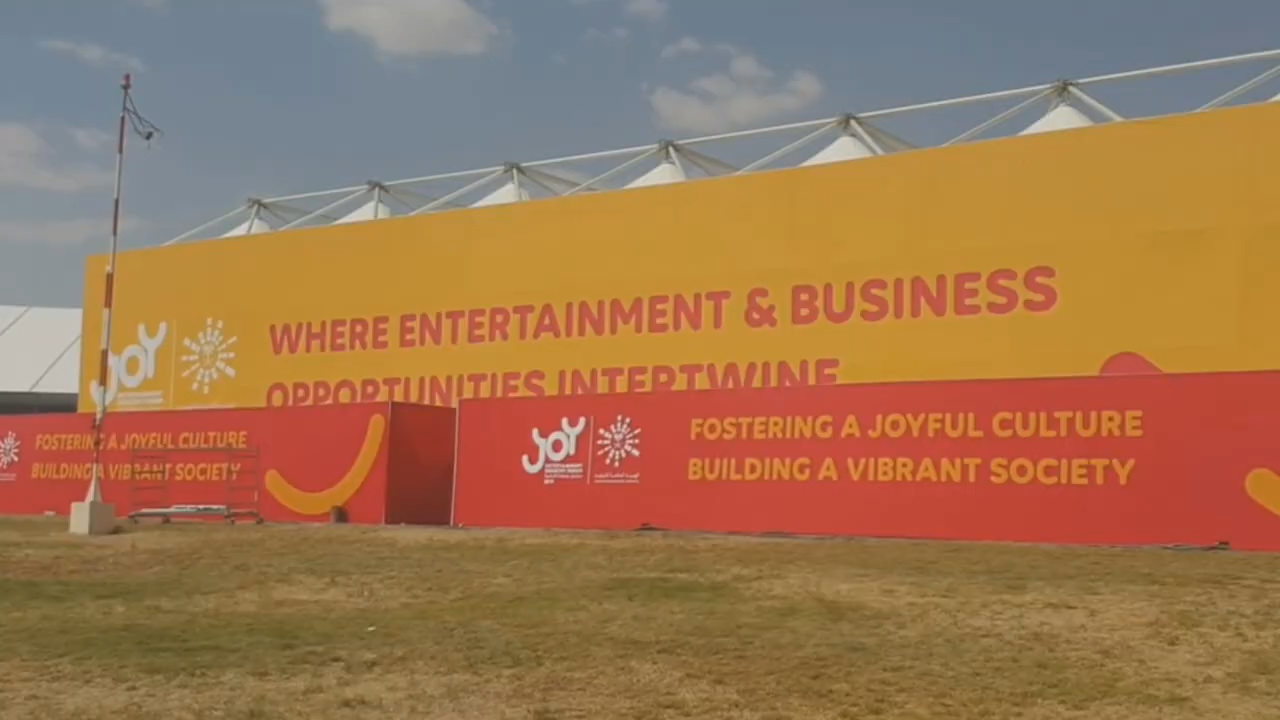 WHERE ENTERTAINMENT & BUSINESS
OPPORTUNITIES INTERTWINE
JOY
FOSTERING A JOYFUL CULTURE
BUILDING A VIBRANT SOCIETY
JOY
ENTERTAINMENT
FOSTERING A JOYFUL CULTURE
BUILDING A VIBRANT SOCIETY